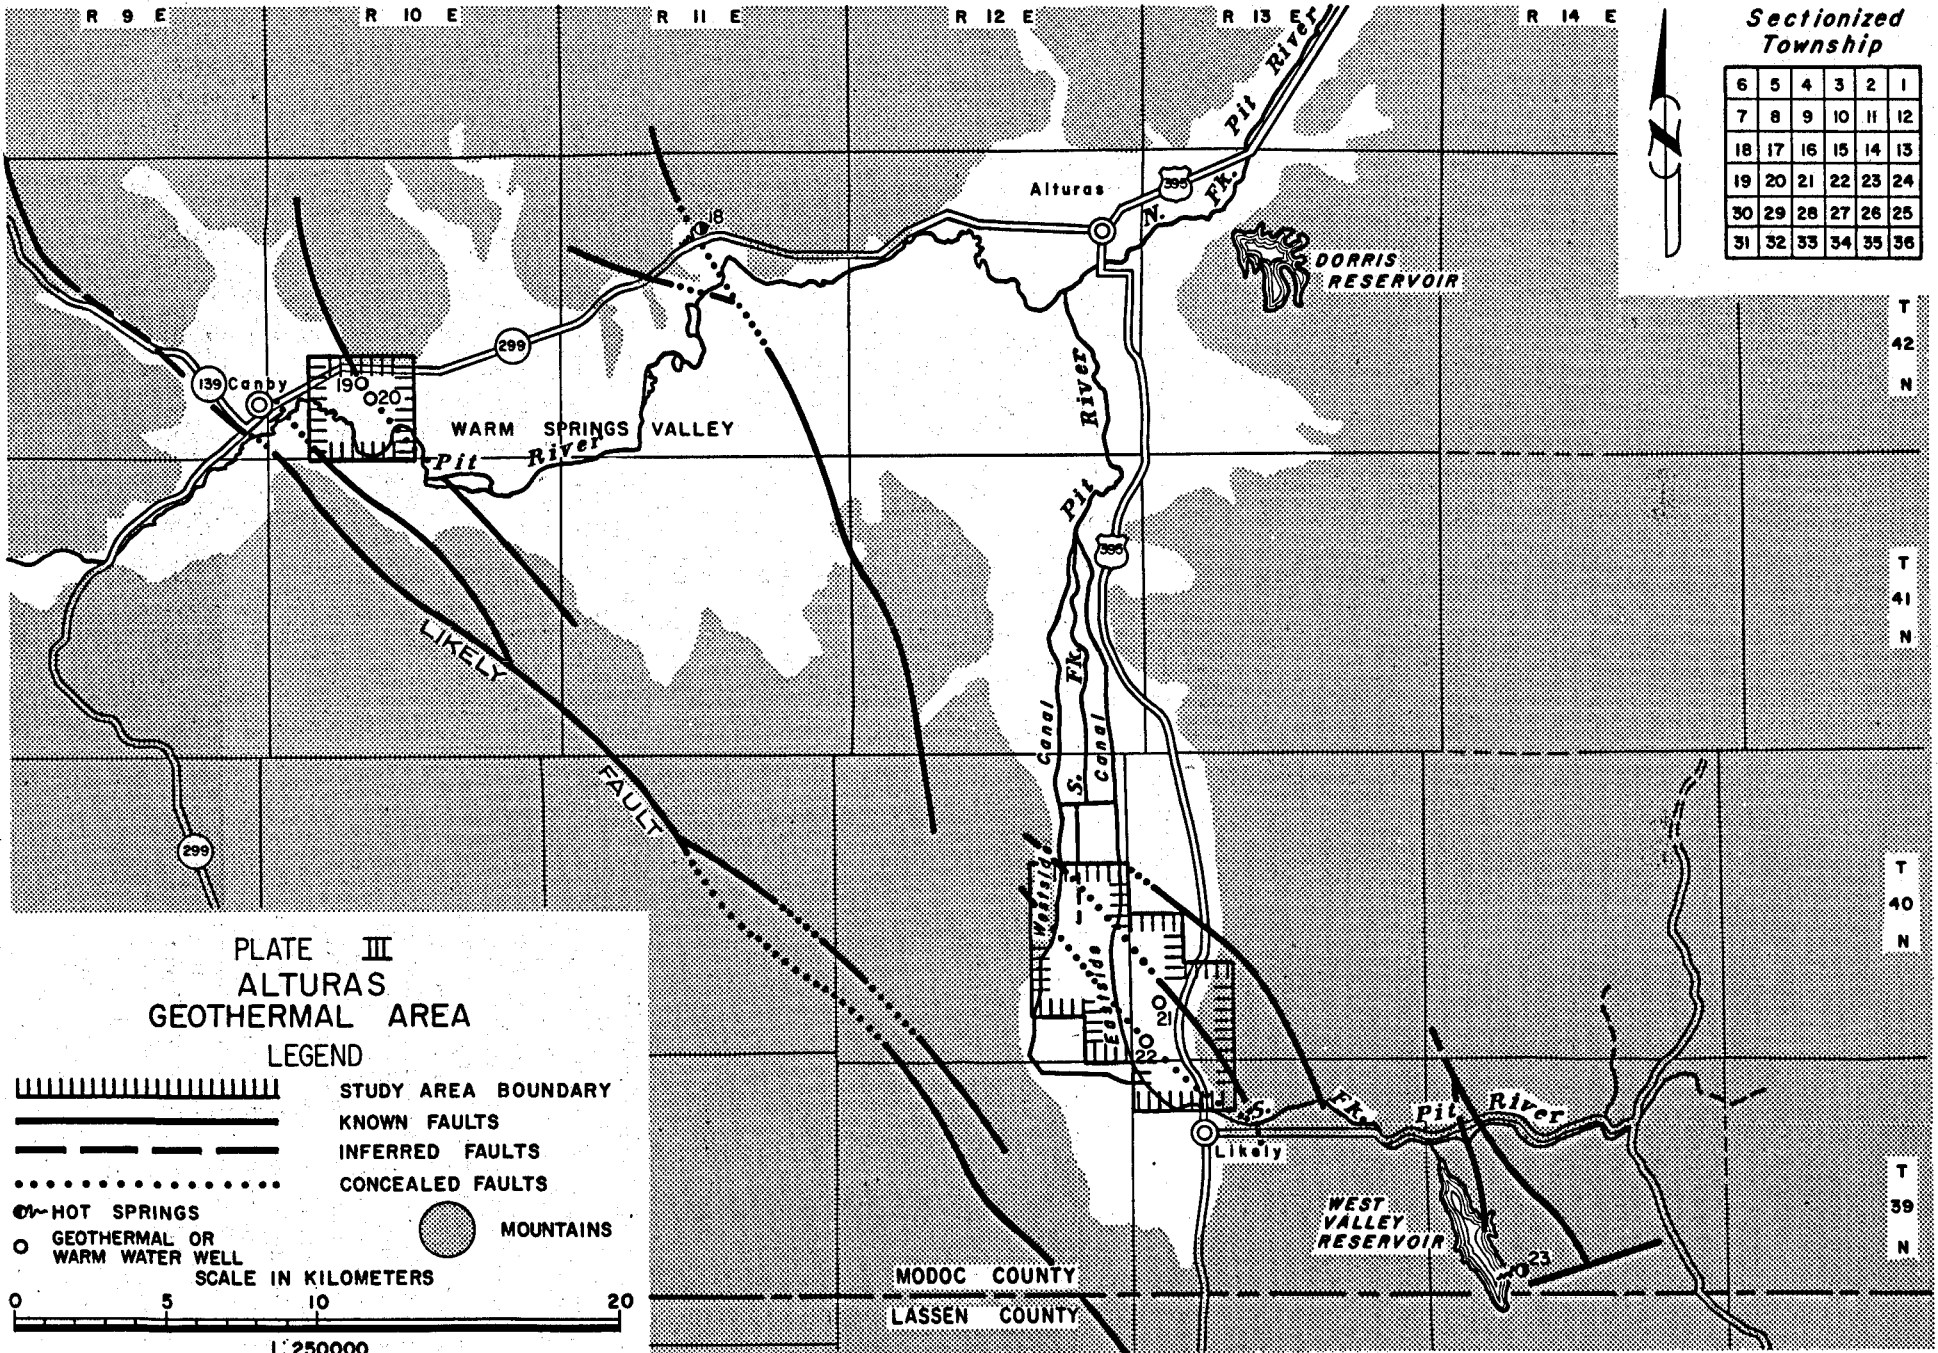 R 9 E
R 10 E
R 11 E
R 12 E
R 13 E
R 14 E
Sectionized
Township
6 5 4 3 2 1
7 8 9 10 11 12
18 17 16 15 14 13
19 20 21 22 23 24
30 29 28 27 26 25
31 32 33 34 35 36
N
Pit River
N. Fk.
395
Alturas
18
DORRIS
RESERVOIR
T
42
N
299
139
Canby
19
20
WARM SPRINGS VALLEY
Pit River
River
Pit
395
T
41
N
LIKELY
FAULT
Fk.
S.
Canal
Canal
299
Westside
Eastside
T
40
N
21
22
S. Fk. Pit River
Likely
WEST
VALLEY
RESERVOIR
23
T
39
N
MODOC COUNTY
LASSEN COUNTY
PLATE III
ALTURAS
GEOTHERMAL AREA
LEGEND
STUDY AREA BOUNDARY
KNOWN FAULTS
INFERRED FAULTS
CONCEALED FAULTS
HOT SPRINGS
GEOTHERMAL OR
WARM WATER WELL
MOUNTAINS
SCALE IN KILOMETERS
0 5 10 20
1:250000